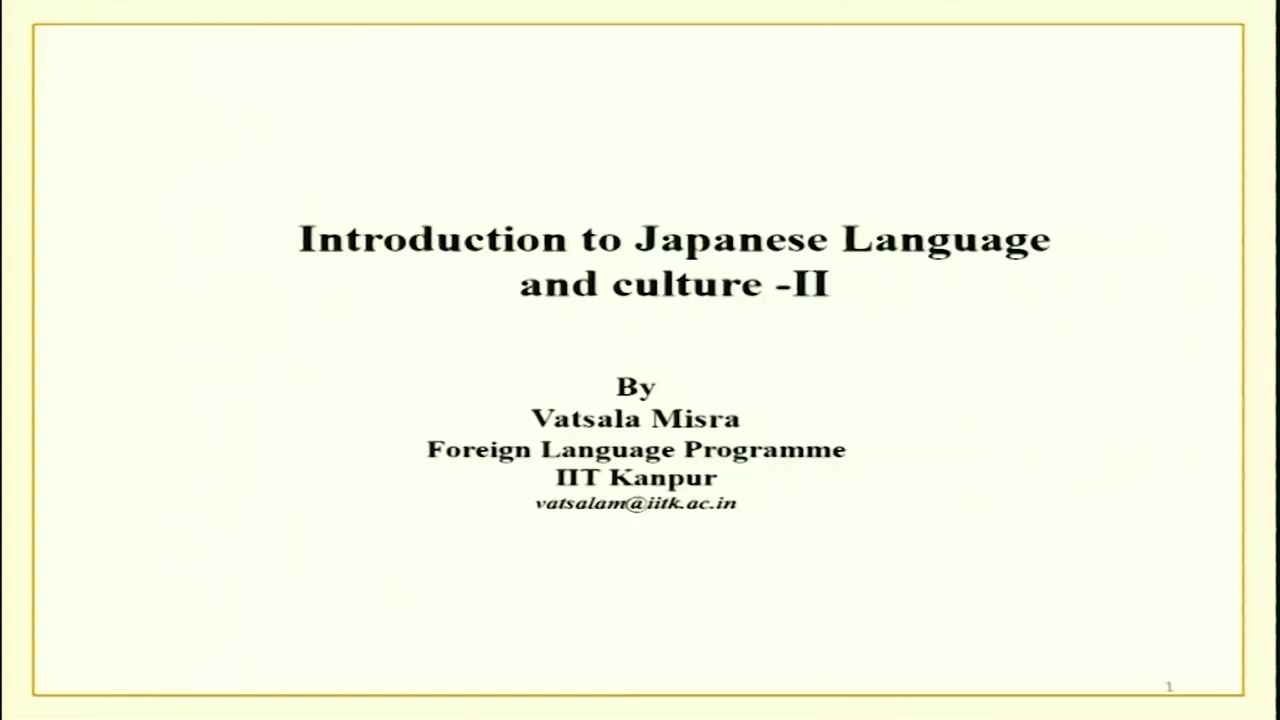 Introduction to Japanese Language
and culture -II
By
Vatsala Misra
Foreign Language Programme
IIT Kanpur
vatsalam@iitk.ac.in
1